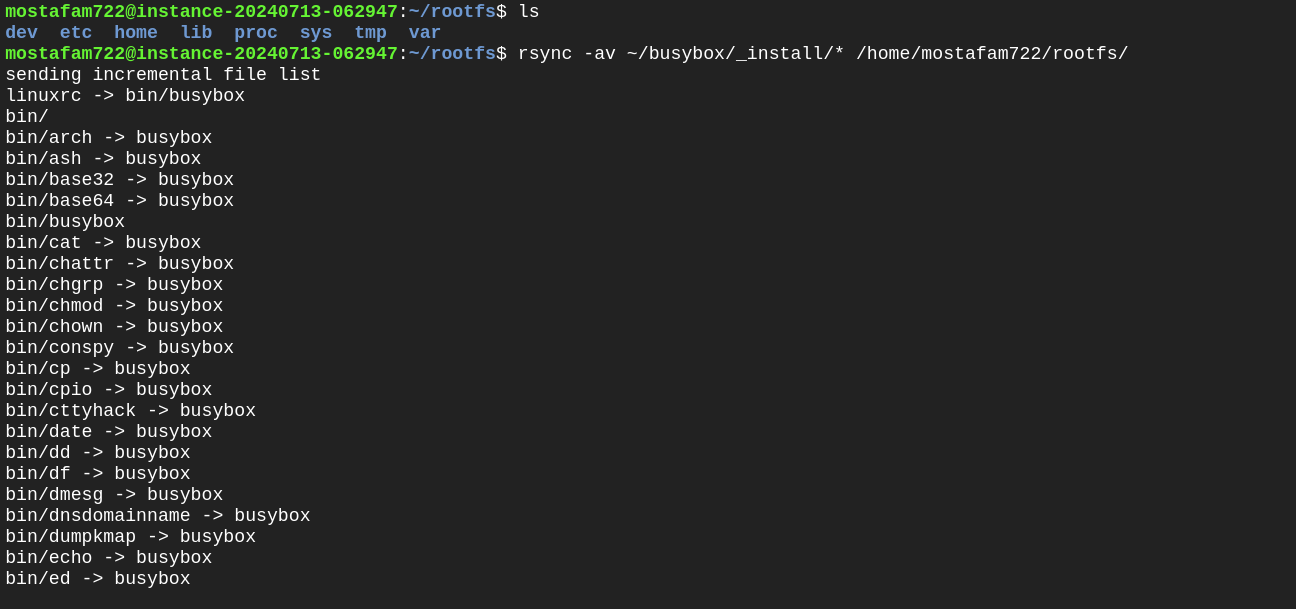 mostafam722@instance-20240713-062947:~/rootfs$ ls
dev  etc  home  lib  proc  sys  tmp  var
mostafam722@instance-20240713-062947:~/rootfs$ rsync -av ~/busybox/_install/* /home/mostafam722/rootfs/
sending incremental file list
linuxrc -> bin/busybox
bin/
bin/arch -> busybox
bin/ash -> busybox
bin/base32 -> busybox
bin/base64 -> busybox
bin/busybox
bin/cat -> busybox
bin/chattr -> busybox
bin/chgrp -> busybox
bin/chmod -> busybox
bin/chown -> busybox
bin/conspy -> busybox
bin/cp -> busybox
bin/cpio -> busybox
bin/cttyhack -> busybox
bin/date -> busybox
bin/dd -> busybox
bin/df -> busybox
bin/dmesg -> busybox
bin/dnsdomainname -> busybox
bin/dumpkmap -> busybox
bin/echo -> busybox
bin/ed -> busybox